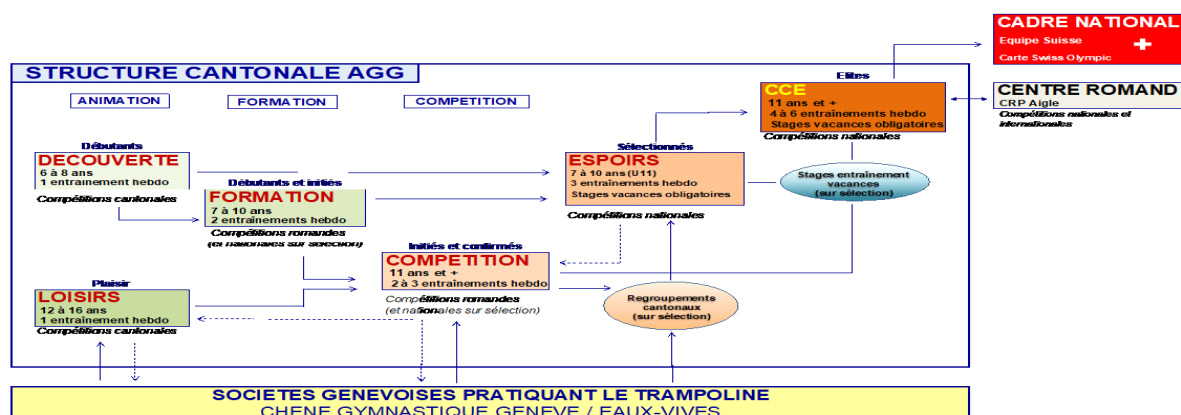 CADRE NATIONAL
Equipe Suisse
Carte Swiss Olympic
STRUCTURE CANTONALE AGG
ANIMATION
FORMATION
COMPETITION
Elites
CCE
11 ans et +
4 à 6 entraînements hebdo
Stages vacances obligatoires
Compétitions nationales
CENTRE ROMAND
CRP Aigle
Compétitions nationales et
internationales
Débutants
DECOUVERTE
6 à 8 ans
1 entrainement hebdo
Compétitions cantonales
Débutants et initiés
FORMATION
7 à 10 ans
2 entraînements hebdo
Compétitions romandes
(et nationales sur sélection)
Sélectionnés
ESPOIRS
7 à 10 ans (U11)
3 entraînements hebdo
Stages vacances obligatoires
Compétitions nationales
Stages entraînement
vacances
(sur sélection)
Initiés et confirmés
COMPETITION
11 ans et +
2 à 3 entraînements hebdo
Compétitions romandes
(et nationales sur sélection)
Plaisir
LOISIRS
12 à 16 ans
1 entraînement hebdo
Compétitions cantonales
Regroupements
cantonaux
(sur sélection)
SOCIETES GENEVOISES PRATIQUANT LE TRAMPOLINE
CHENE GYMNASTIQUE GENEVE / EAUX-VIVES